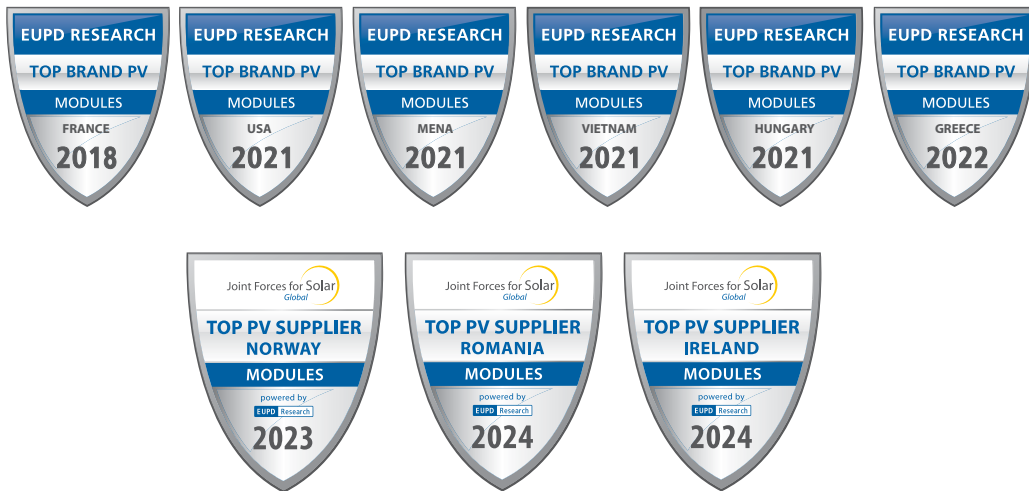 EUPD RESEARCH
TOP BRAND PV
MODULES
FRANCE
2018
EUPD RESEARCH
TOP BRAND PV
MODULES
USA
2021
EUPD RESEARCH
TOP BRAND PV
MODULES
MENA
2021
EUPD RESEARCH
TOP BRAND PV
MODULES
VIETNAM
2021
EUPD RESEARCH
TOP BRAND PV
MODULES
HUNGARY
2021
EUPD RESEARCH
TOP BRAND PV
MODULES
GREECE
2022
Joint Forces for Solar
Global
TOP PV SUPPLIER
NORWAY
MODULES
powered by
EUPD Research
2023
Joint Forces for Solar
Global
TOP PV SUPPLIER
ROMANIA
MODULES
powered by
EUPD Research
2024
Joint Forces for Solar
Global
TOP PV SUPPLIER
IRELAND
MODULES
powered by
EUPD Research
2024